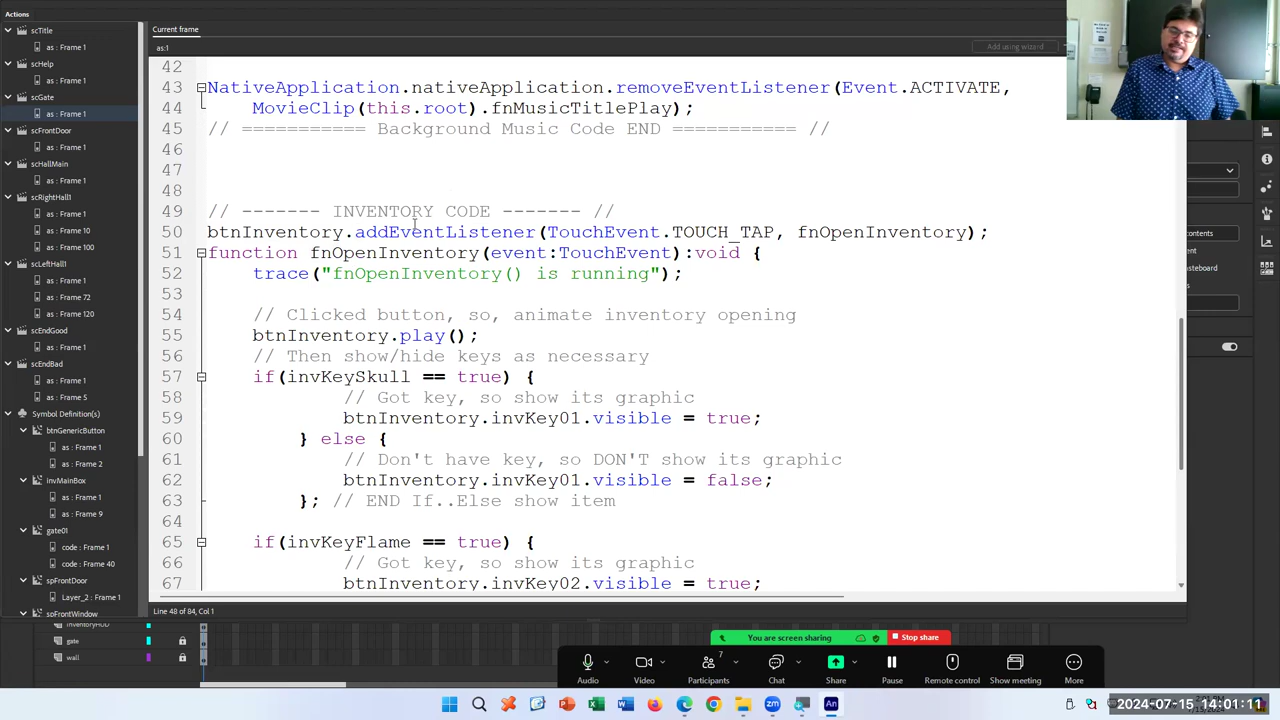 Actions
scTitle
as : Frame 1
scHelp
as : Frame 1
scGate
as : Frame 1
scFrontDoor
as : Frame 1
scHallMain
as : Frame 1
scRightHall1
as : Frame 1
as : Frame 10
as : Frame 100
scLeftHall1
as : Frame 1
as : Frame 72
as : Frame 120
scEndGood
as : Frame 1
scEndBad
as : Frame 1
as : Frame 5
Symbol Definition(s)
btnGenericButton
as : Frame 1
as : Frame 2
invMainBox
as : Frame 1
as : Frame 9
gate01
code : Frame 1
code : Frame 40
spFrontDoor
Layer_2 : Frame 1
spFrontWindow
Current frame
as:1
Add using wizard
42
43 NativeApplication.nativeApplication.removeEventListener(Event.ACTIVATE,
44 MovieClip(this.root).fnMusicTitlePlay);
45 // =========== Background Music Code END =========== //
46
47
48
49 // ------- INVENTORY CODE ------- //
50 btnInventory.addEventListener(TouchEvent.TOUCH_TAP, fnOpenInventory);
51 function fnOpenInventory(event:TouchEvent):void {
52 trace("fnOpenInventory() is running");
53
54 // Clicked button, so, animate inventory opening
55 btnInventory.play();
56 // Then show/hide keys as necessary
57 if(invKeySkull == true) {
58 // Got key, so show its graphic
59 btnInventory.invKey01.visible = true;
60 } else {
61 // Don't have key, so DON'T show its graphic
62 btnInventory.invKey01.visible = false;
63 }; // END If..Else show item
64
65 if(invKeyFlame == true) {
66 // Got key, so show its graphic
67 btnInventory.invKey02.visible = true;
Line 48 of 84, Col 1
inventoryHUD
gate
wall
You are screen sharing
Stop share
Audio
Video
7
Participants
Chat
Share
Pause
Remote control
Show meeting
More
2024-07-15 14:01:11